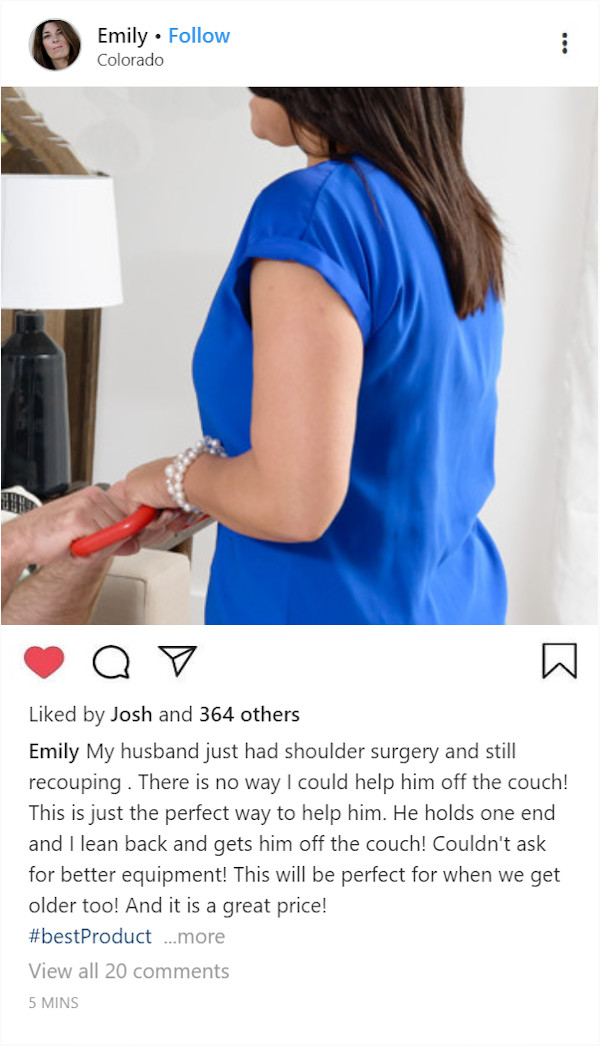 Emily • Follow
Colorado
Liked by Josh and 364 others
Emily My husband just had shoulder surgery and still
recouping . There is no way I could help him off the couch!
This is just the perfect way to help him. He holds one end
and I lean back and gets him off the couch! Couldn't ask
for better equipment! This will be perfect for when we get
older too! And it is a great price!
#bestProduct ...more
View all 20 comments
5 MINS